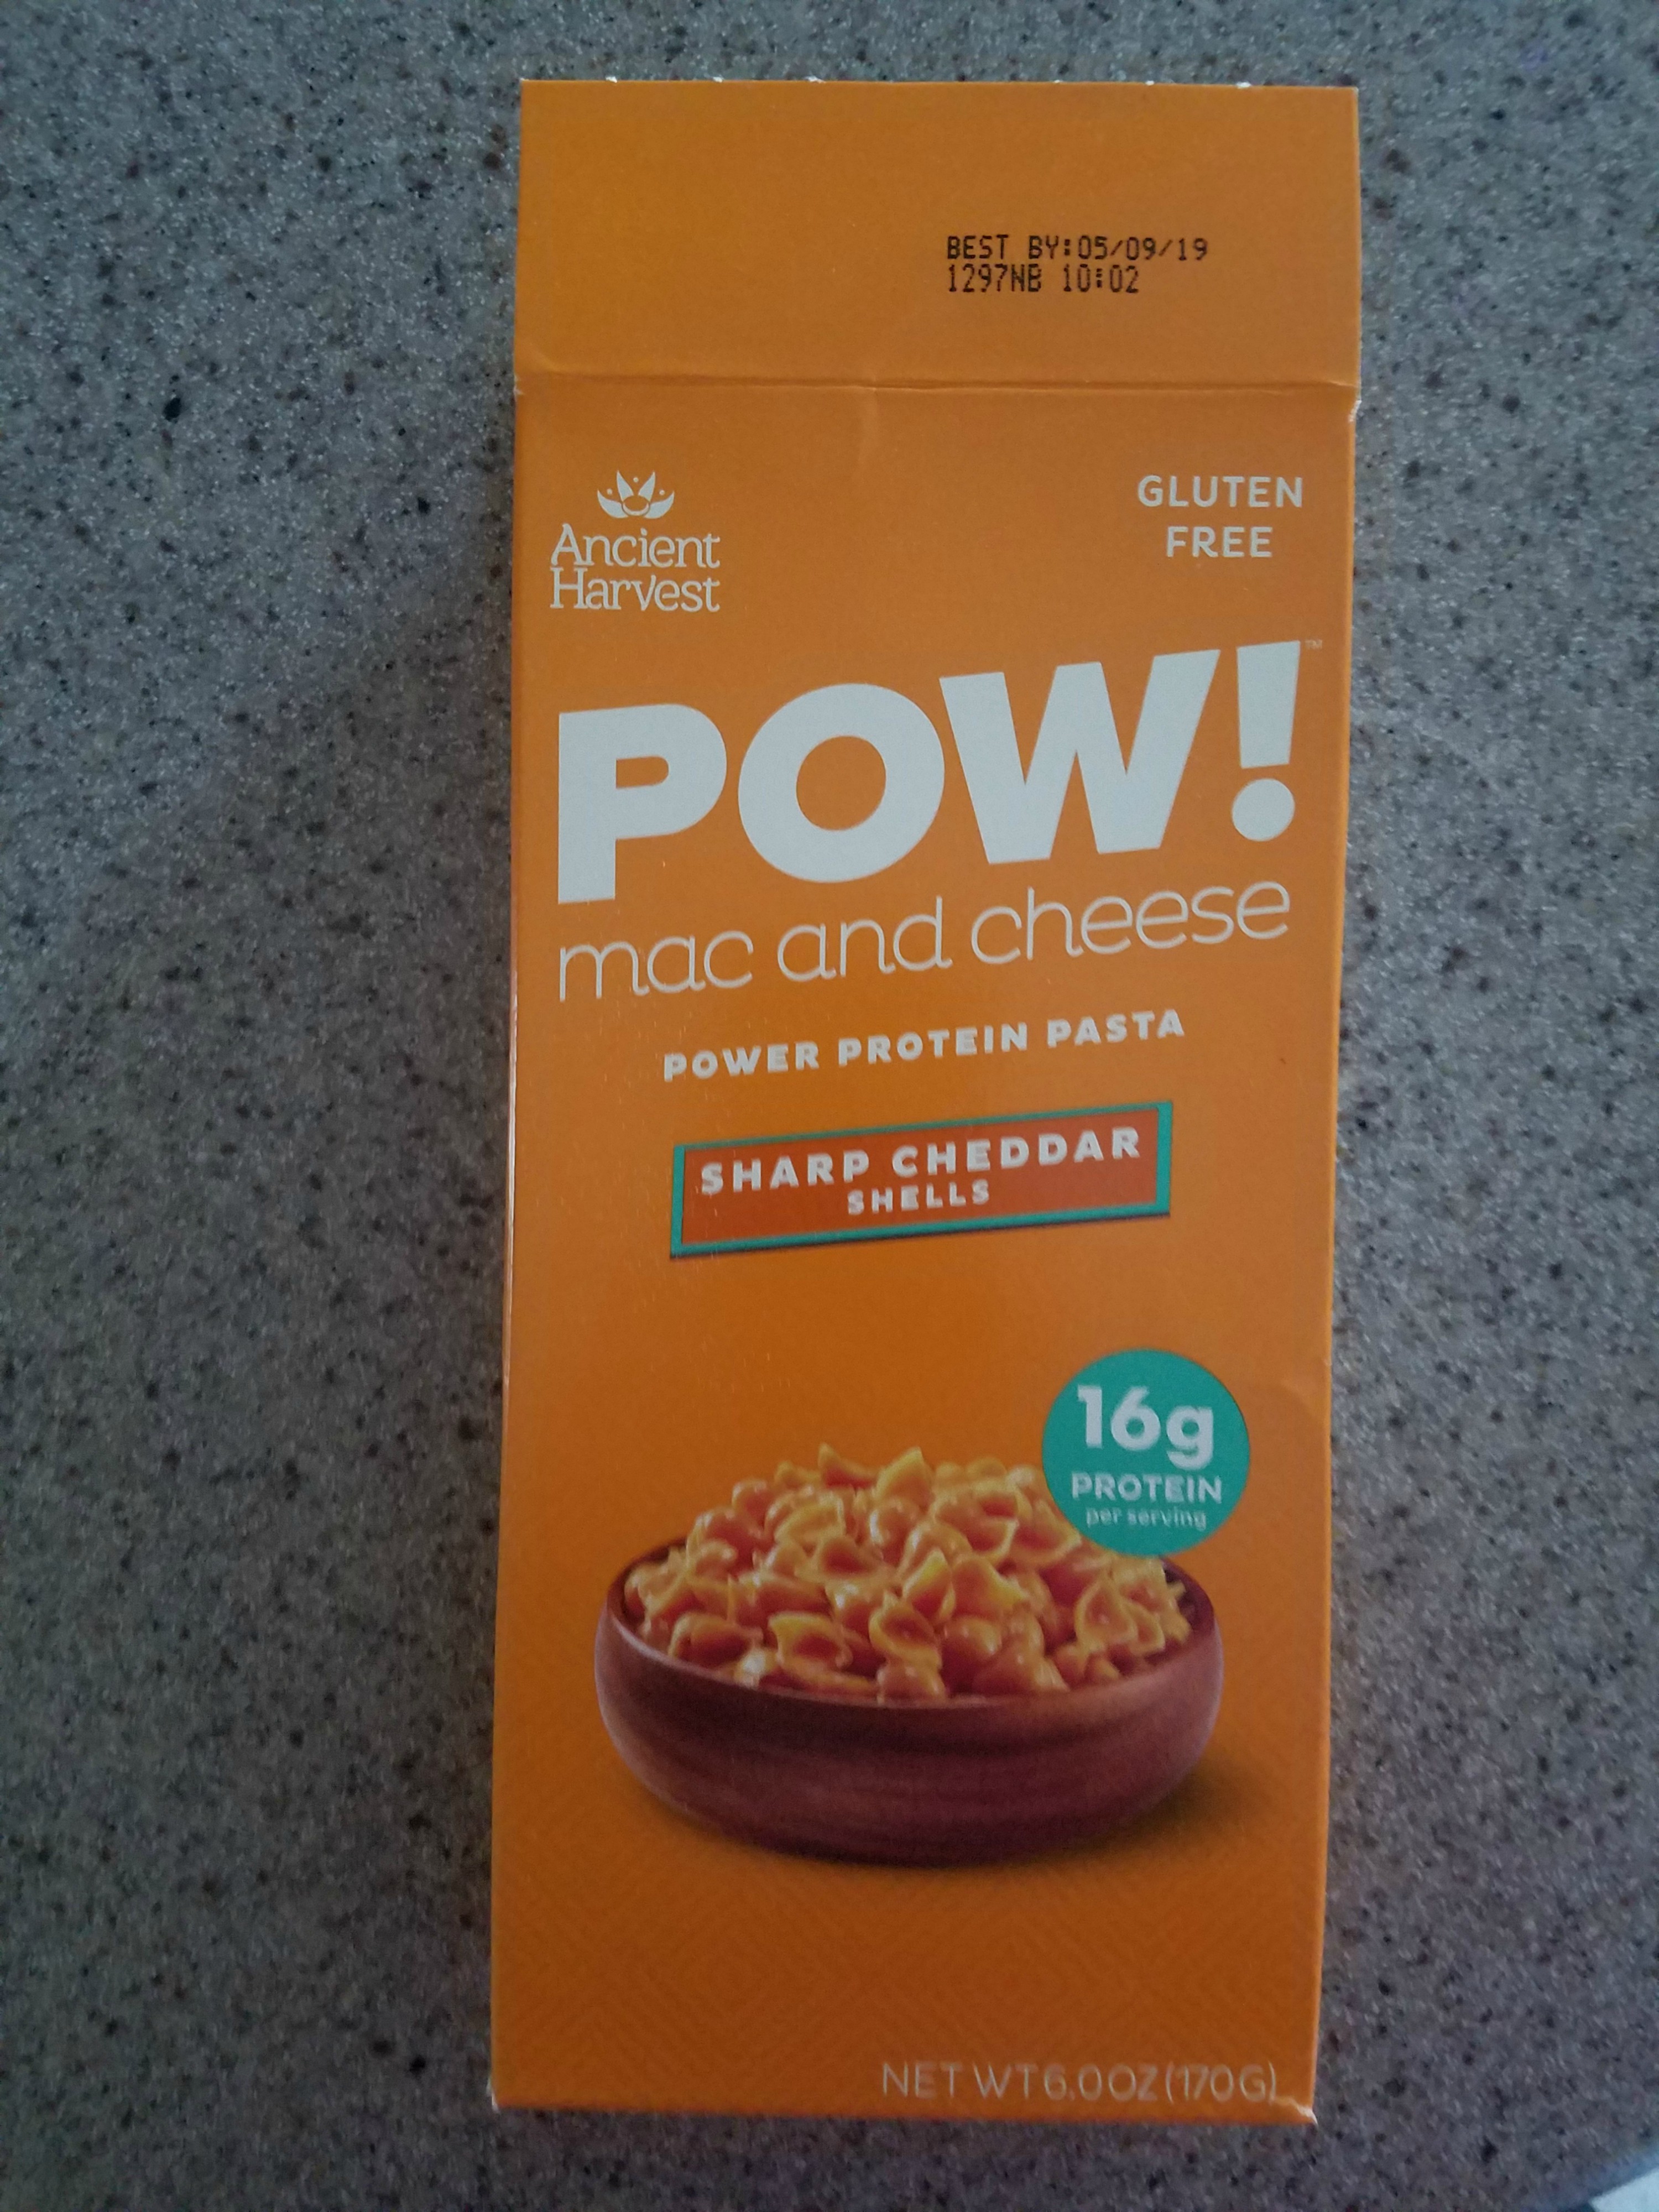 BEST BY:05/09/19
1297NB 10:02
Ancient
Harvest
GLUTEN
FREE
POW!™
mac and cheese
POWER PROTEIN PASTA
SHARP CHEDDAR
SHELLS
16g
PROTEIN
per serving
NET WT 6.0OZ (170G)